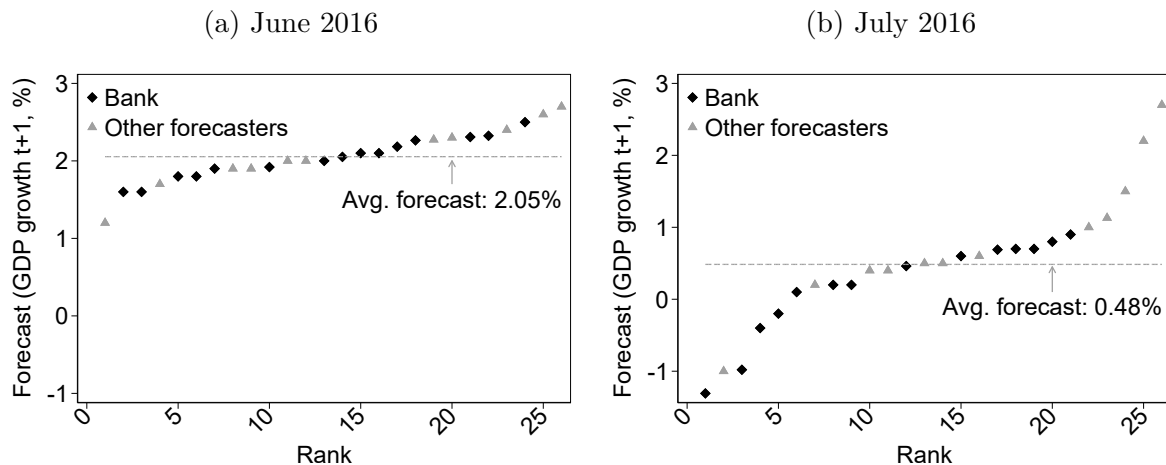 (a) June 2016
Forecast (GDP growth t+1, %)
3
2
1
0
-1
Bank
Other forecasters
Avg. forecast: 2.05%
0
5
10
15
20
25
Rank
(b) July 2016
Forecast (GDP growth t+1, %)
3
2
1
0
-1
Bank
Other forecasters
Avg. forecast: 0.48%
0
5
10
15
20
25
Rank